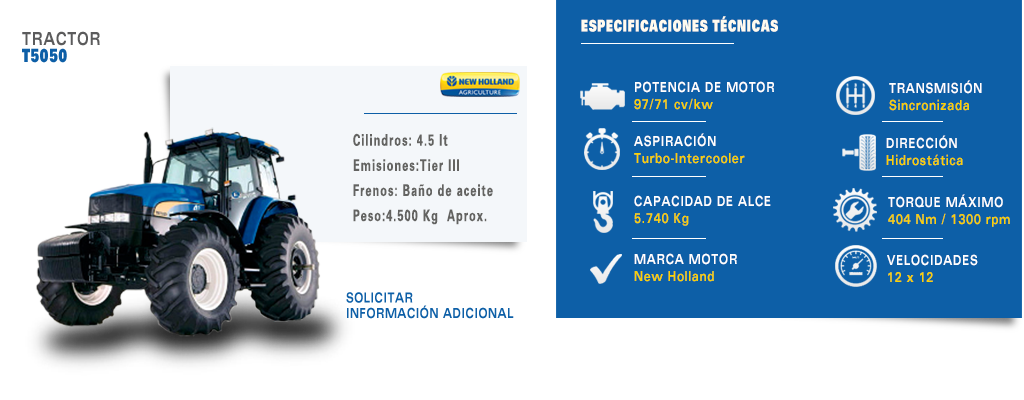 TRACTOR
T5050
NEW HOLLAND
AGRICULTURE
Cilindros: 4.5 lt
Emisiones:Tier III
Frenos: Baño de aceite
Peso:4.500 Kg Aprox.
SOLICITAR
INFORMACIÓN ADICIONAL
ESPECIFICACIONES TÉCNICAS
POTENCIA DE MOTOR
97/71 cv/kw
ASPIRACIÓN
Turbo-Intercooler
CAPACIDAD DE ALCE
5.740 Kg
MARCA MOTOR
New Holland
TRANSMISIÓN
Sincronizada
DIRECCIÓN
Hidrostática
TORQUE MÁXIMO
404 Nm / 1300 rpm
VELOCIDADES
12 x 12